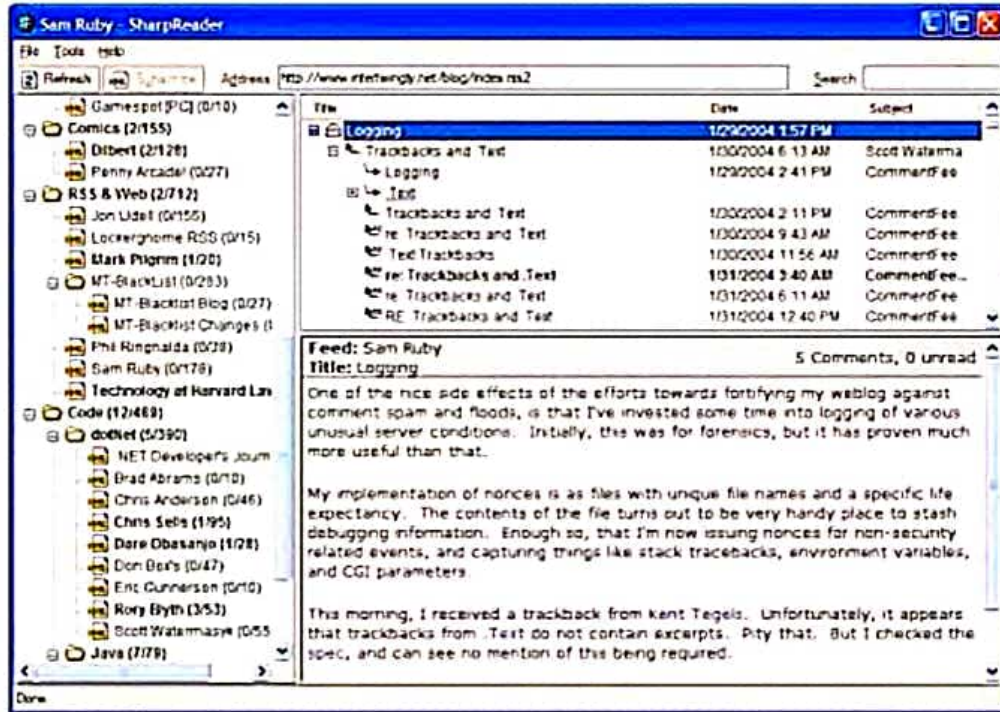 Sam Ruby - SharpReader
File Tools Help
Refresh Subscribe Address http://www.intertwingly.net/blog/index.rss2 Search
Gamespot [PC] (0/10)
Comics (2/155)
Dilbert (2/128)
Penny Arcade! (0/27)
RSS & Web (2/712)
Jon Udell (0/155)
Lockergnome RSS (0/15)
Mark Pilgrim (1/20)
MT-BlackList (0/283)
MT-Blacklist Blog (0/27)
MT-Blacklist Changes (
Phil Ringnalda (0/39)
Sam Ruby (0/178)
Technology at Harvard Law
Code (12/469)
dotNet (5/390)
.NET Developer's Journ
Brad Abrams (0/10)
Chris Anderson (0/46)
Chris Sells (1/95)
Dare Obasanjo (1/28)
Don Box's (0/47)
Eric Gunnerson (0/10)
Rory Blyth (3/53)
Scott Watermasysk (0/55
Java (7/79)
Title Date Subject
Logging 1/29/2004 1:57 PM
Trackbacks and Text 1/30/2004 6:13 AM Scott Waterma
Logging 1/29/2004 2:41 PM CommentFee
.Text
Trackbacks and Text 1/30/2004 2:11 PM CommentFee
re: Trackbacks and Text 1/30/2004 9:43 AM CommentFee
Text Trackbacks 1/30/2004 11:56 AM CommentFee
re: Trackbacks and .Text 1/31/2004 3:40 AM CommentFee...
re: Trackbacks and Text 1/31/2004 6:11 AM CommentFee
RE: Trackbacks and Text 1/31/2004 12:40 PM CommentFee
Feed: Sam Ruby
Title: Logging
5 Comments, 0 unread
One of the nice side effects of the efforts towards fortifying my weblog against
comment spam and floods, is that I've invested some time into logging of various
unusual server conditions. Initially, this was for forensics, but it has proven much
more useful than that.
My implementation of nonces is as files with unique file names and a specific life
expectancy. The contents of the file turns out to be very handy place to stash
debugging information. Enough so, that I'm now issuing nonces for non-security
related events, and capturing things like stack tracebacks, environment variables,
and CGI parameters.
This morning, I received a trackback from Kent Tegels. Unfortunately, it appears
that trackbacks from .Text do not contain excerpts. Pity that. But I checked the
spec, and can see no mention of this being required.
Done